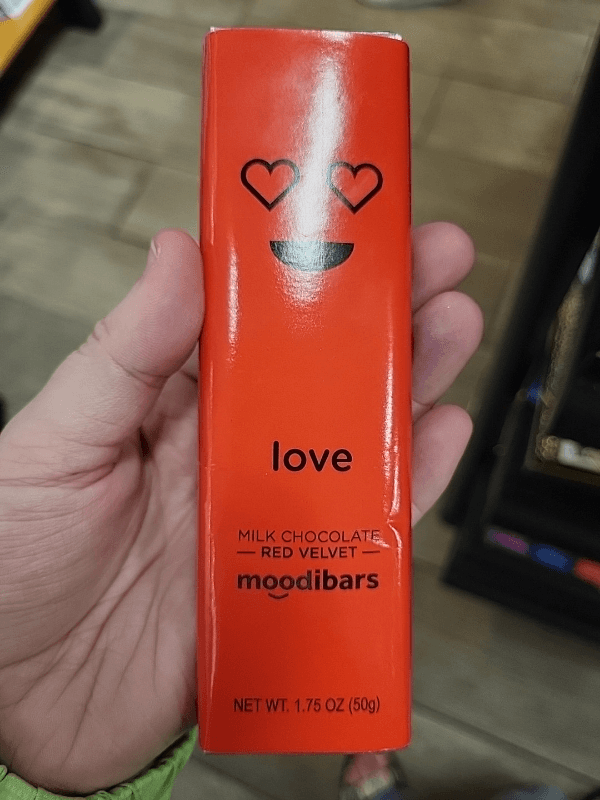 love
MILK CHOCOLATE
— RED VELVET —
moodibars
NET WT. 1.75 OZ (50g)